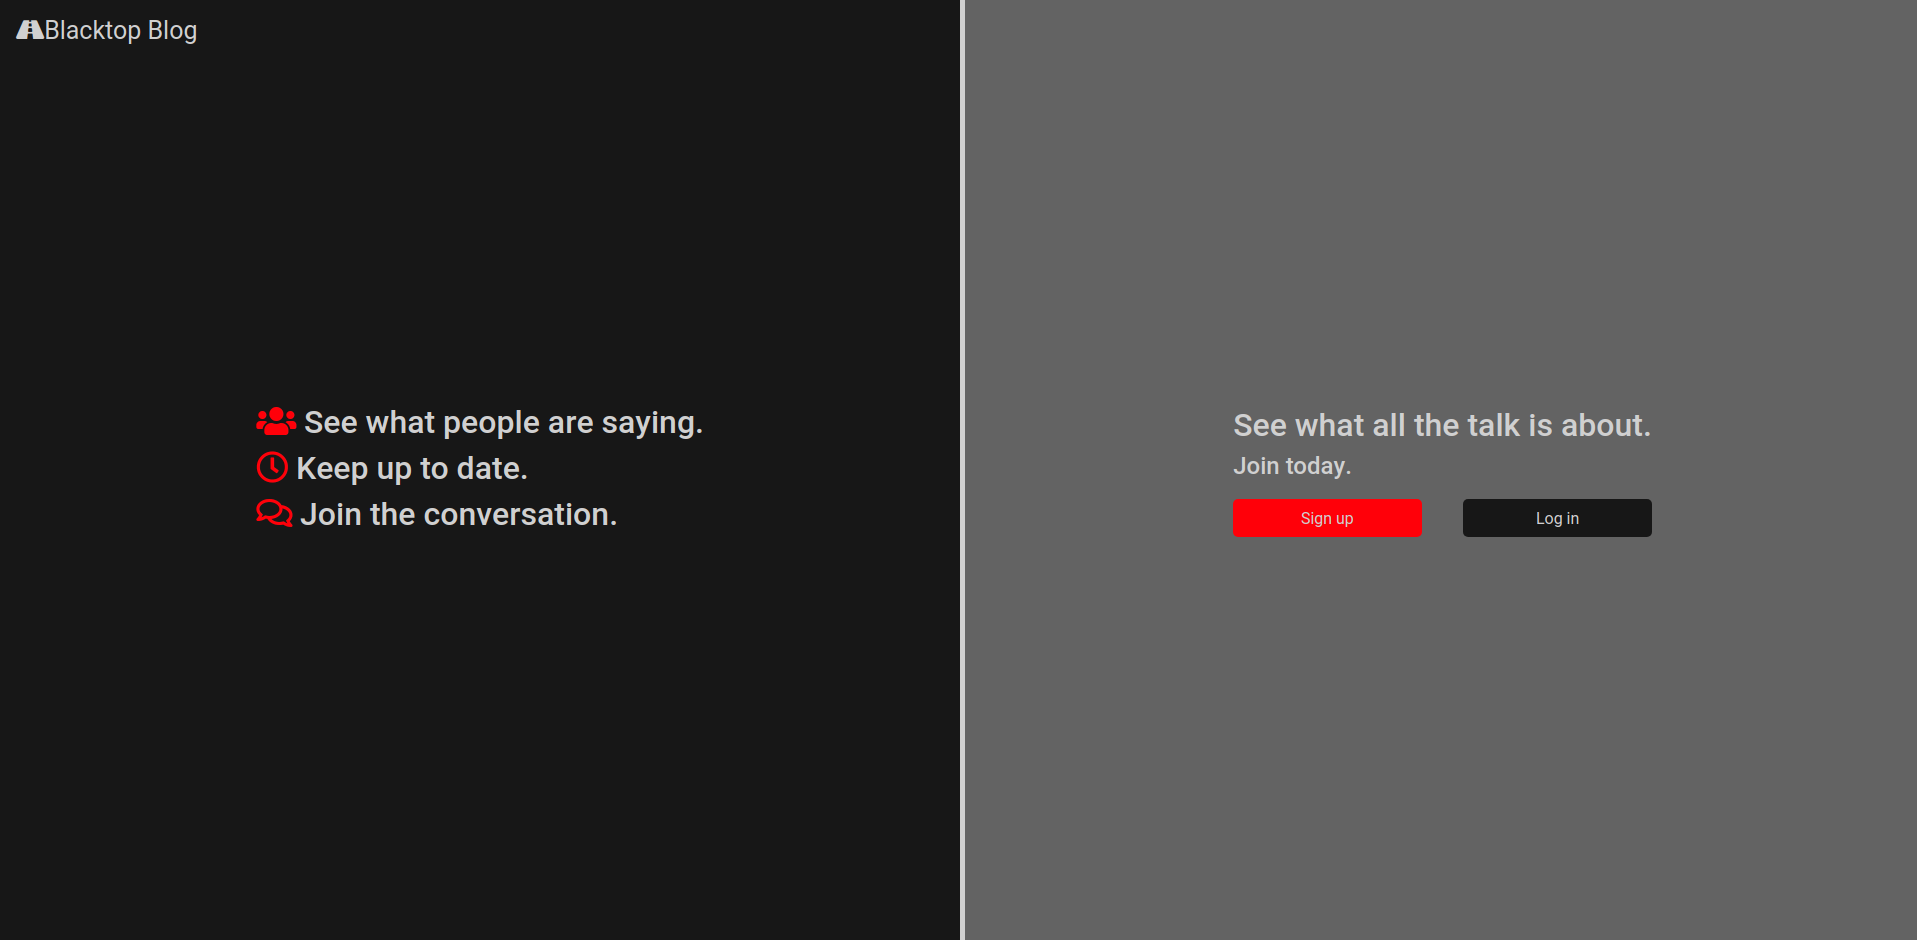 Blacktop Blog
See what people are saying.
Keep up to date.
Join the conversation.
See what all the talk is about.
Join today.
Sign up
Log in